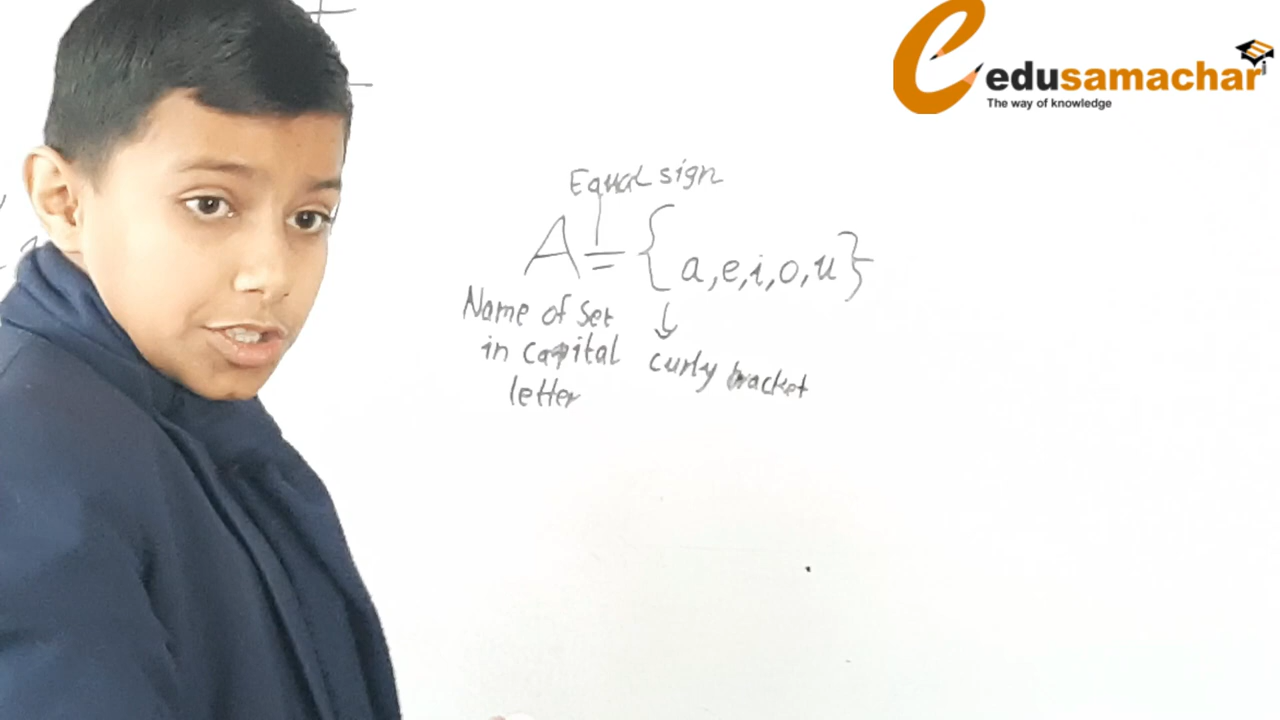 edusamachar
The way of knowledge
Equal sign
A = {a, e, i, o, u}
Name of Set
in capital
letter
curly bracket